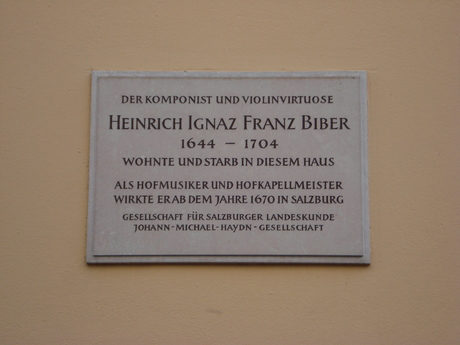 DER KOMPONIST UND VIOLINVIRTUOSE
HEINRICH IGNAZ FRANZ BIBER
1644 – 1704
WOHNTE UND STARB IN DIESEM HAUS
ALS HOFMUSIKER UND HOFKAPELLMEISTER
WIRKTE ER AB DEM JAHRE 1670 IN SALZBURG
GESELLSCHAFT FÜR SALZBURGER LANDESKUNDE
JOHANN-MICHAEL-HAYDN-GESELLSCHAFT